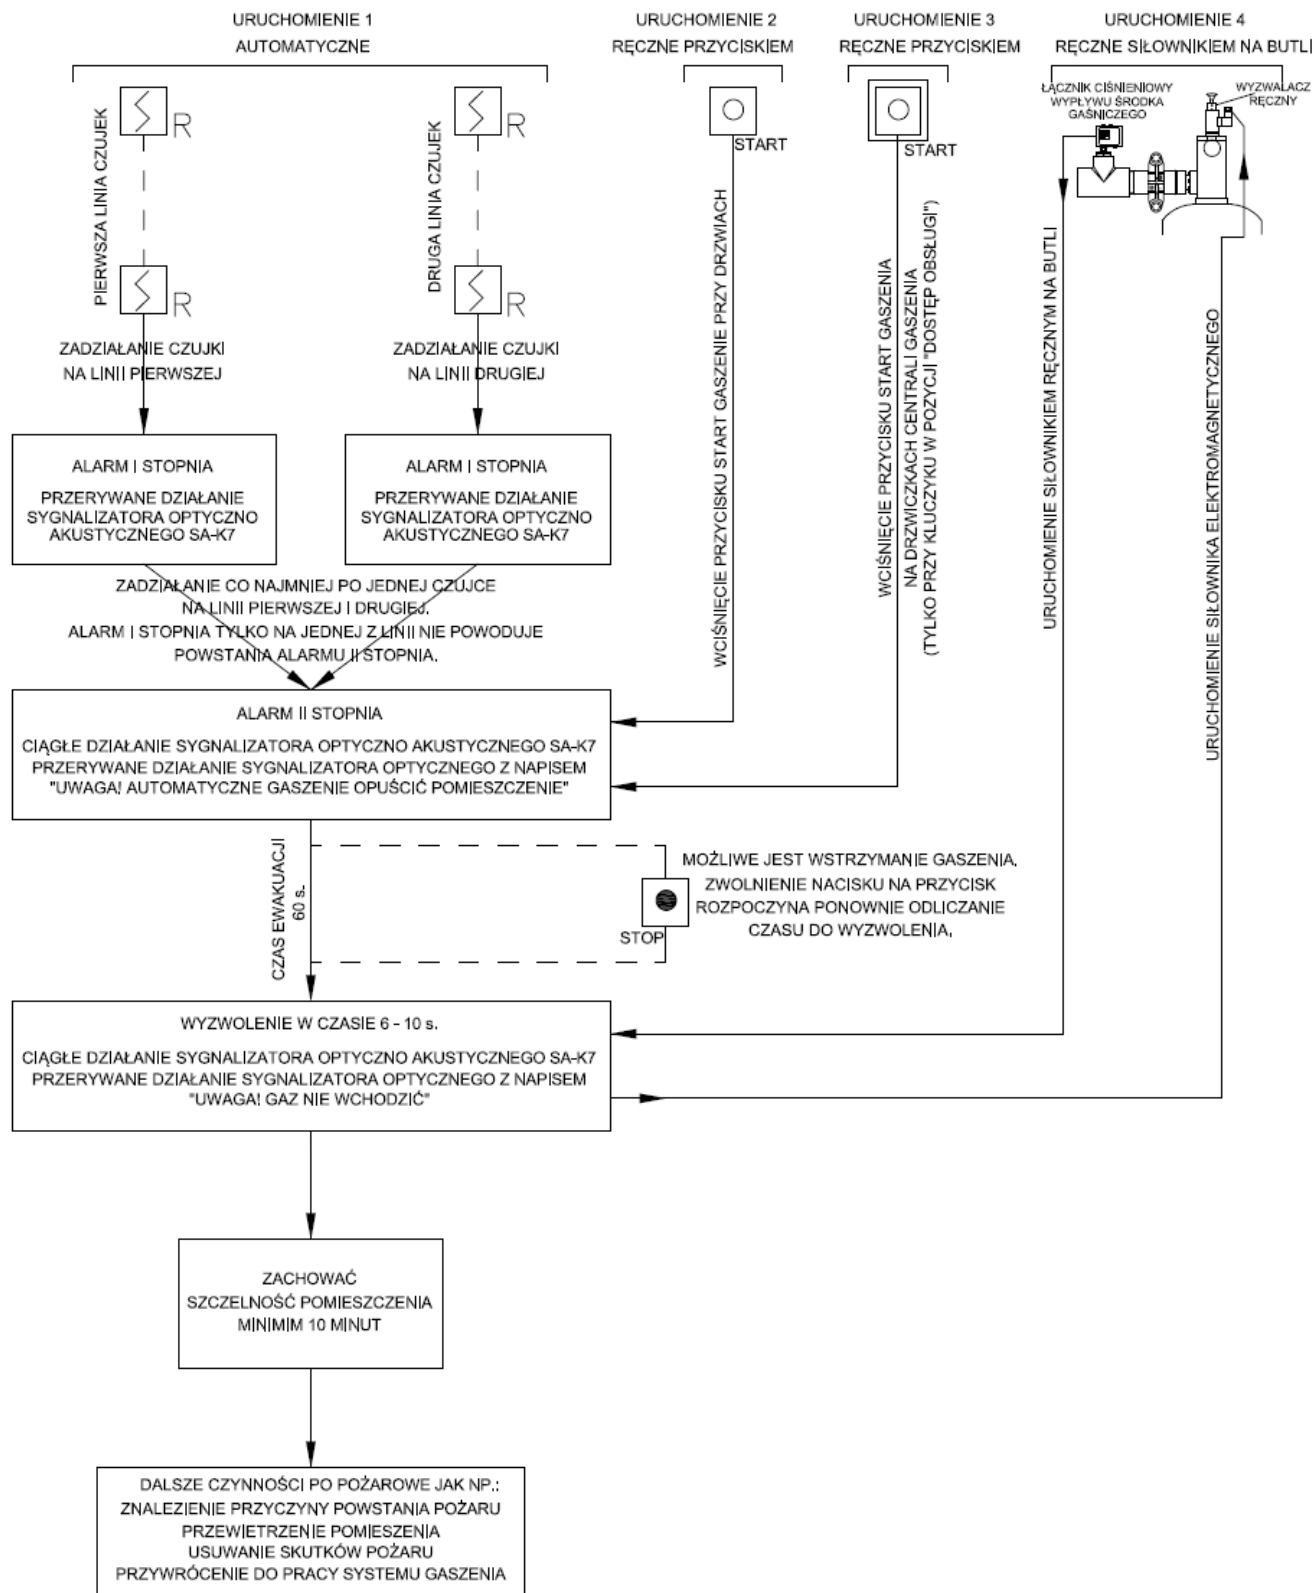 URUCHOMIENIE 1
AUTOMATYCZNE
URUCHOMIENIE 2
RĘCZNE PRZYCISKIEM
URUCHOMIENIE 3
RĘCZNE PRZYCISKIEM
URUCHOMIENIE 4
RĘCZNE SIŁOWNIKIEM NA BUTLI
ŁĄCZNIK CIŚNIENIOWY
WYPŁYWU ŚRODKA
GAŚNICZEGO
WYZWALACZ
RĘCZNY
R
R
START
START
PIERWSZA LINIA CZUJEK
DRUGA LINIA CZUJEK
R
R
ZADZIAŁANIE CZUJKI
NA LINII PIERWSZEJ
ZADZIAŁANIE CZUJKI
NA LINII DRUGIEJ
WCIŚNIĘCIE PRZYCISKU START GASZENIE PRZY DRZWIACH
WCIŚNIĘCIE PRZYCISKU START GASZENIA
NA DRZWICZKACH CENTRALI GASZENIA
(TYLKO PRZY KLUCZYKU W POZYCJI "DOSTĘP OBSŁUGI")
URUCHOMIENIE SIŁOWNIKIEM RĘCZNYM NA BUTLI
URUCHOMIENIE SIŁOWNIKA ELEKTROMAGNETYCZNEGO
ALARM I STOPNIA
PRZERYWANE DZIAŁANIE
SYGNALIZATORA OPTYCZNO
AKUSTYCZNEGO SA-K7
ALARM I STOPNIA
PRZERYWANE DZIAŁANIE
SYGNALIZATORA OPTYCZNO
AKUSTYCZNEGO SA-K7
ZADZIAŁANIE CO NAJMNIEJ PO JEDNEJ CZUJCE
NA LINII PIERWSZEJ I DRUGIEJ.
ALARM I STOPNIA TYLKO NA JEDNEJ Z LINII NIE POWODUJE
POWSTANIA ALARMU II STOPNIA.
ALARM II STOPNIA
CIĄGŁE DZIAŁANIE SYGNALIZATORA OPTYCZNO AKUSTYCZNEGO SA-K7
PRZERYWANE DZIAŁANIE SYGNALIZATORA OPTYCZNEGO Z NAPISEM
"UWAGA! AUTOMATYCZNE GASZENIE OPUŚCIĆ POMIESZCZENIE"
CZAS EWAKUACJI
60 s.
STOP
MOŻLIWE JEST WSTRZYMANIE GASZENIA.
ZWOLNIENIE NACISKU NA PRZYCISK
ROZPOCZYNA PONOWNIE ODLICZANIE
CZASU DO WYZWOLENIA.
WYZWOLENIE W CZASIE 6 - 10 s.
CIĄGŁE DZIAŁANIE SYGNALIZATORA OPTYCZNO AKUSTYCZNEGO SA-K7
PRZERYWANE DZIAŁANIE SYGNALIZATORA OPTYCZNEGO Z NAPISEM
"UWAGA! GAZ NIE WCHODZIĆ"
ZACHOWAĆ
SZCZELNOŚĆ POMIESZCZENIA
MINIMIM 10 MINUT
DALSZE CZYNNOŚCI PO POŻAROWE JAK NP.:
ZNALEZIENIE PRZYCZYNY POWSTANIA POŻARU
PRZEWIETRZENIE POMIESZENIA
USUWANIE SKUTKÓW POŻARU
PRZYWRÓCENIE DO PRACY SYSTEMU GASZENIA